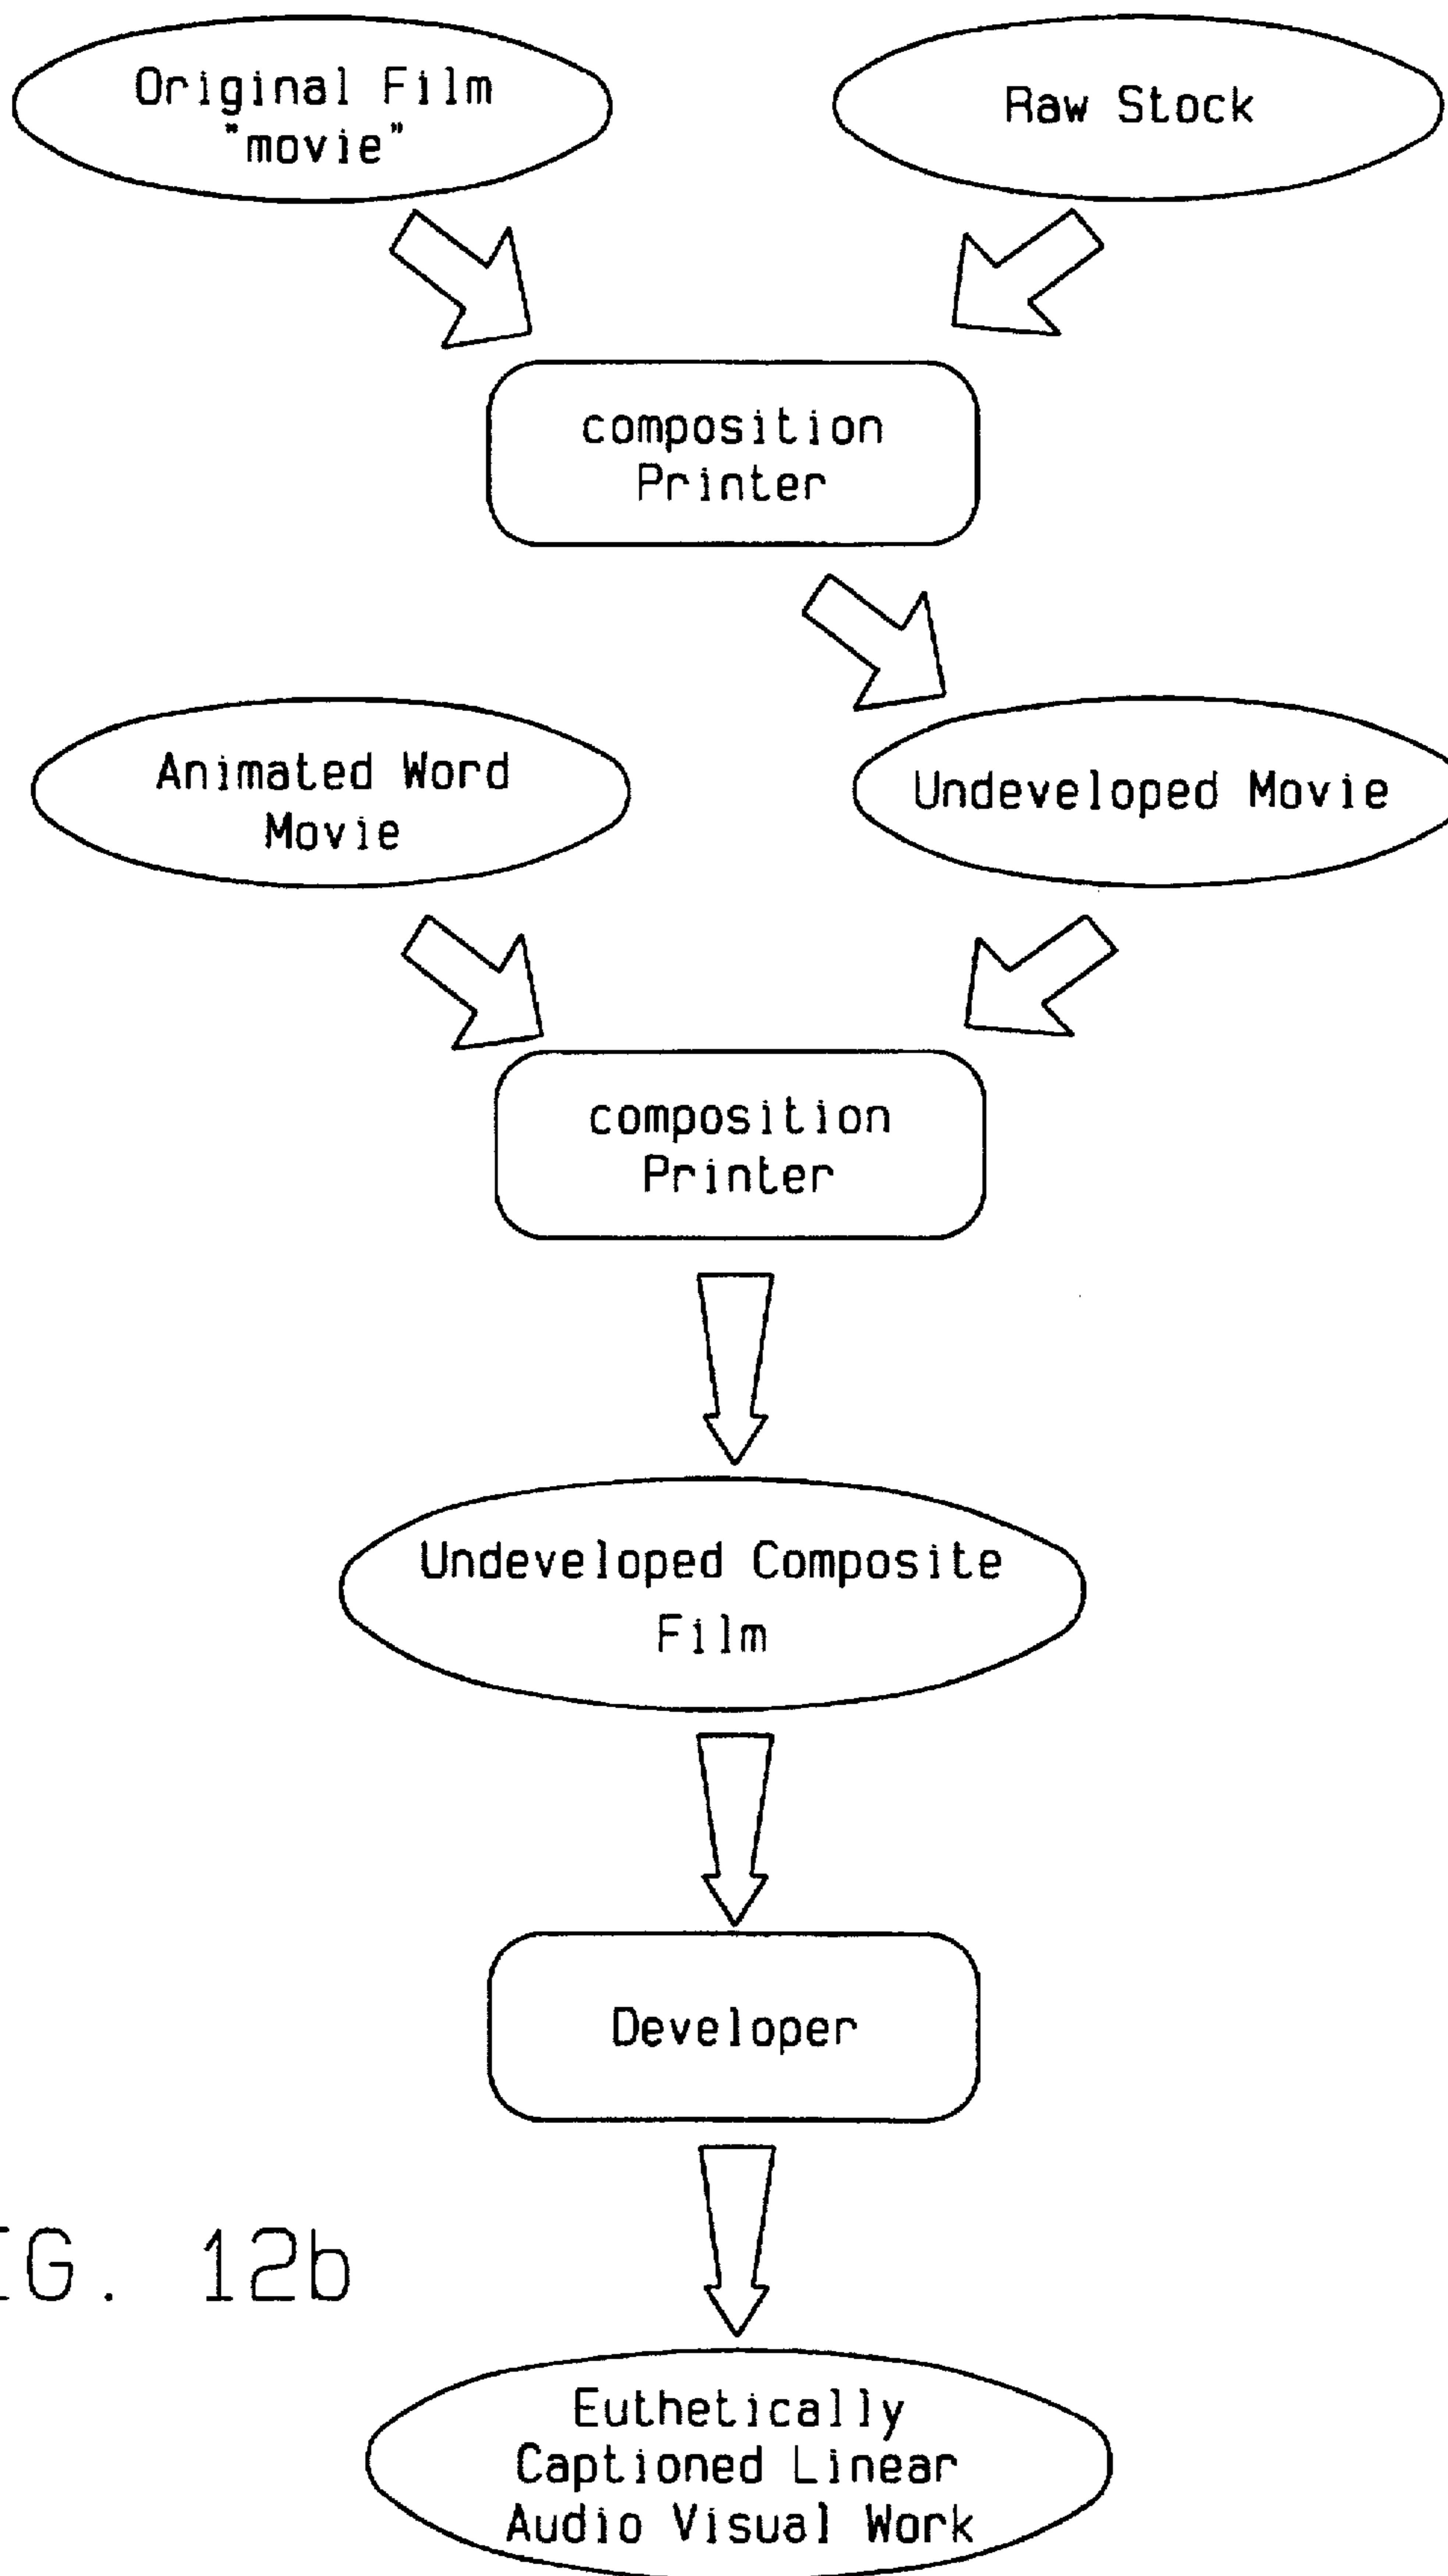 Original Film
"movie"
Raw Stock
composition
Printer
Animated Word
Movie
Undeveloped Movie
composition
Printer
Undeveloped Composite
Film
Developer
IG. 12b
Euthetically
Captioned Linear
Audio Visual Work